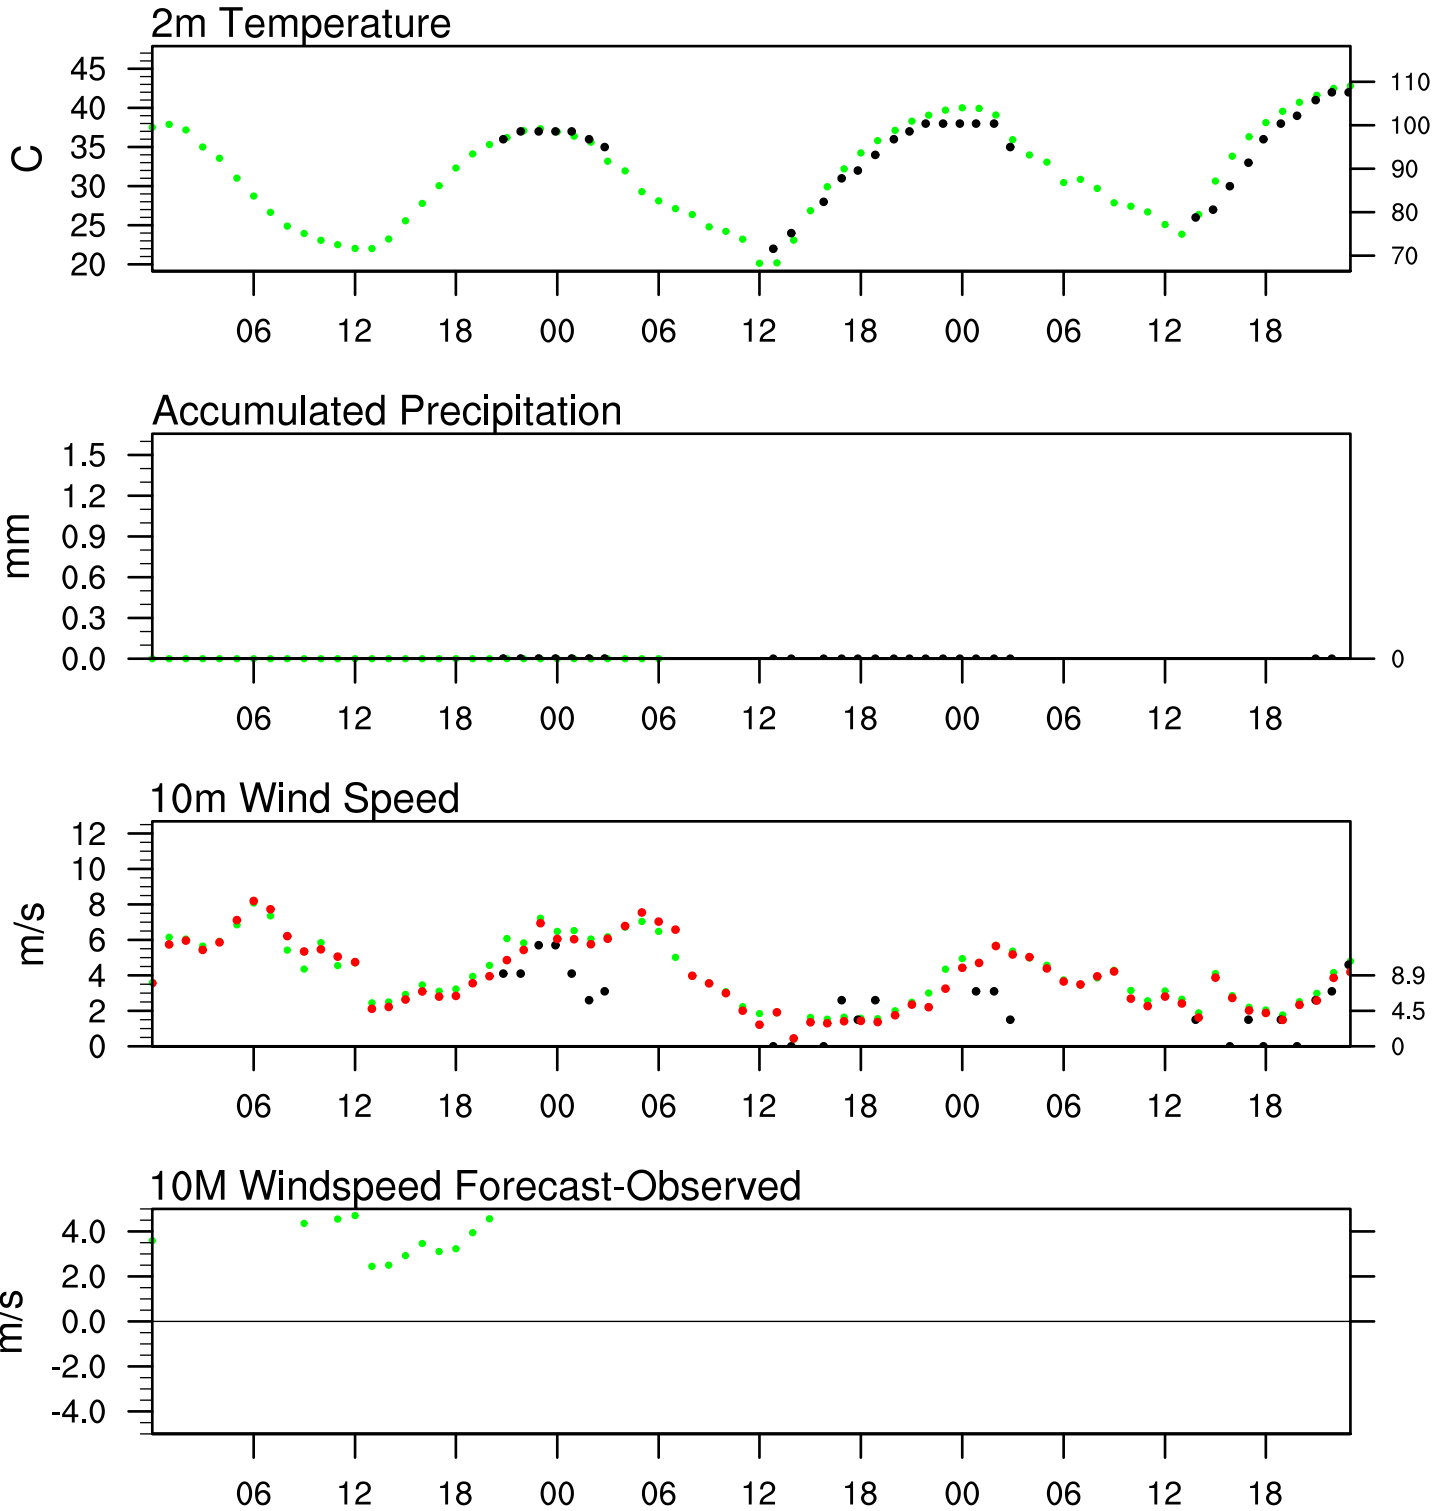 2m Temperature
45
40
35
30
25
20
C
110
100
90
80
70
06 12 18 00 06 12 18 00 06 12 18
Accumulated Precipitation
1.5
1.2
0.9
0.6
0.3
0.0
mm
0
06 12 18 00 06 12 18 00 06 12 18
10m Wind Speed
12
10
8
6
4
2
0
m/s
8.9
4.5
0
06 12 18 00 06 12 18 00 06 12 18
10M Windspeed Forecast-Observed
4.0
2.0
0.0
-2.0
-4.0
m/s
06 12 18 00 06 12 18 00 06 12 18